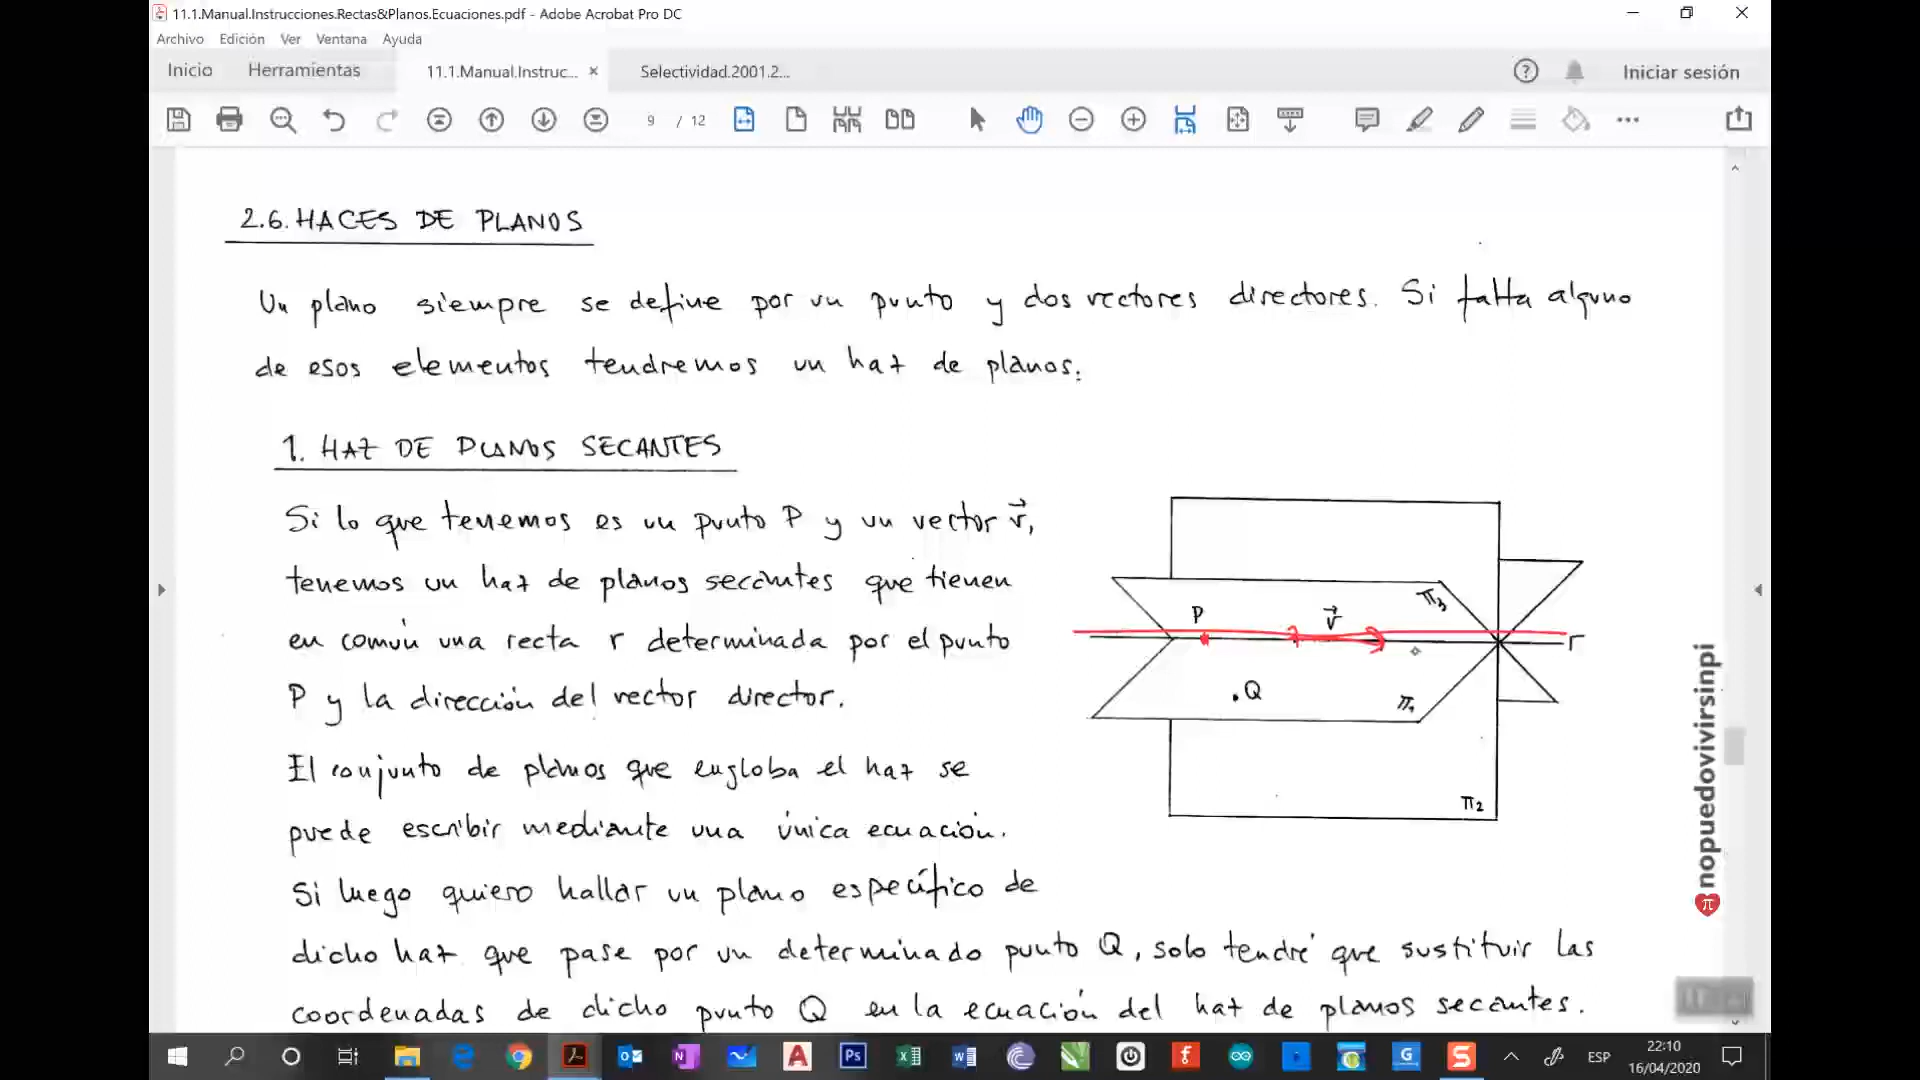 11.1.Manual.Instrucciones.Rectas&Planos.Ecuaciones.pdf - Adobe Acrobat Pro DC
Archivo Edición Ver Ventana Ayuda
Inicio Herramientas 11.1.Manual.Instruc... × Selectividad.2001.2... Iniciar sesión
9 / 12
2.6. HACES DE PLANOS
Un plano siempre se define por un punto y dos vectores directores. Si falta alguno
de esos elementos tendremos un haz de planos:
1. HAZ DE PLANOS SECANTES
Si lo que tenemos es un punto P y un vector v⃗,
tenemos un haz de planos secantes que tienen
en común una recta r determinada por el punto
P y la dirección del vector director.
El conjunto de planos que engloba el haz se
puede escribir mediante una única ecuación.
Si luego quiero hallar un plano específico de
dicho haz que pase por un determinado punto Q, solo tendré que sustituir las
coordenadas de dicho punto Q en la ecuación del haz de planos secantes.
P v⃗ π3 r
.Q π1
π2
nopuedovivirsinpi
π
ESP
22:10
16/04/2020